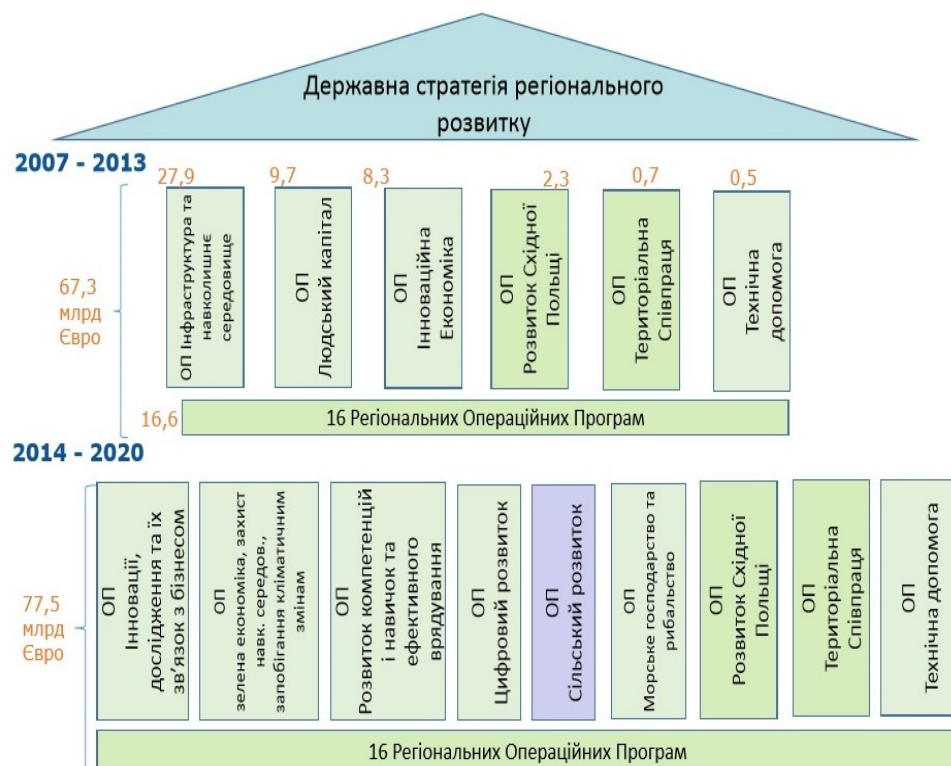 Державна стратегія регіонального
розвитку
2007 - 2013
27,9
9,7
8,3
2,3
0,7
0,5
67,3
млрд
Євро
ОП Інфраструктура та
навколишнє
середовище
ОП
Людський капітал
ОП
Інноваційна
Економіка
ОП
Розвиток Східної
Польщі
ОП
Територіальна
Співпраця
ОП
Технічна
допомога
16,6
16 Регіональних Операційних Програм
2014 - 2020
77,5
млрд
Євро
ОП
Інновації,
дослідження та їх
зв’язок з бізнесом
ОП
зелена економіка, захист
навк. середов.,
запобігання кліматичним
змінам
ОП
Розвиток компетенцій
і навичок та
ефективного
врядування
ОП
Цифровий розвиток
ОП
Сільський розвиток
ОП
Морське господарство та
рибальство
ОП
Розвиток Східної
Польщі
ОП
Територіальна
Співпраця
ОП
Технічна допомога
16 Регіональних Операційних Програм